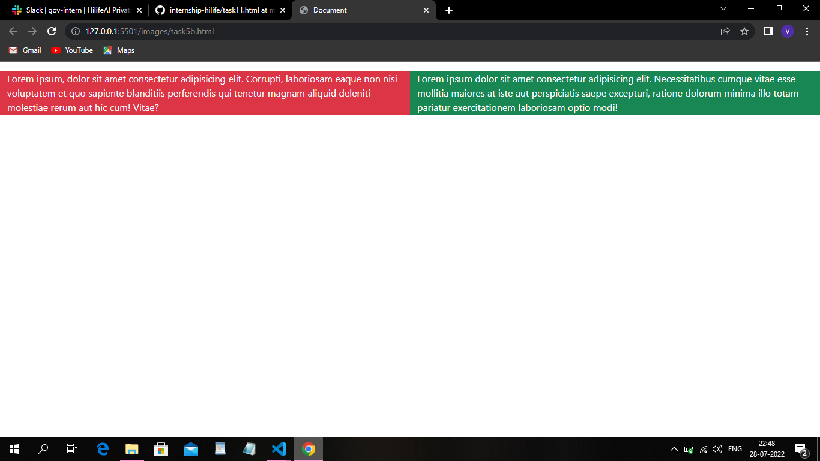 Slack | gov-intern | HilifeAI Privat
internship-hilife/task11.html at m
Document
127.0.0.1:5501/images/task5b.html
Gmail
YouTube
Maps
Lorem ipsum, dolor sit amet consectetur adipisicing elit. Corrupti, laboriosam eaque non nisi
voluptatem et quo sapiente blanditiis perferendis qui tenetur magnam aliquid deleniti
molestiae rerum aut hic cum! Vitae?
Lorem ipsum dolor sit amet consectetur adipisicing elit. Necessitatibus cumque vitae esse
mollitia maiores at iste aut perspiciatis saepe excepturi, ratione dolorum minima illo totam
pariatur exercitationem laboriosam optio modi!
ENG
22:48
28-07-2022
2